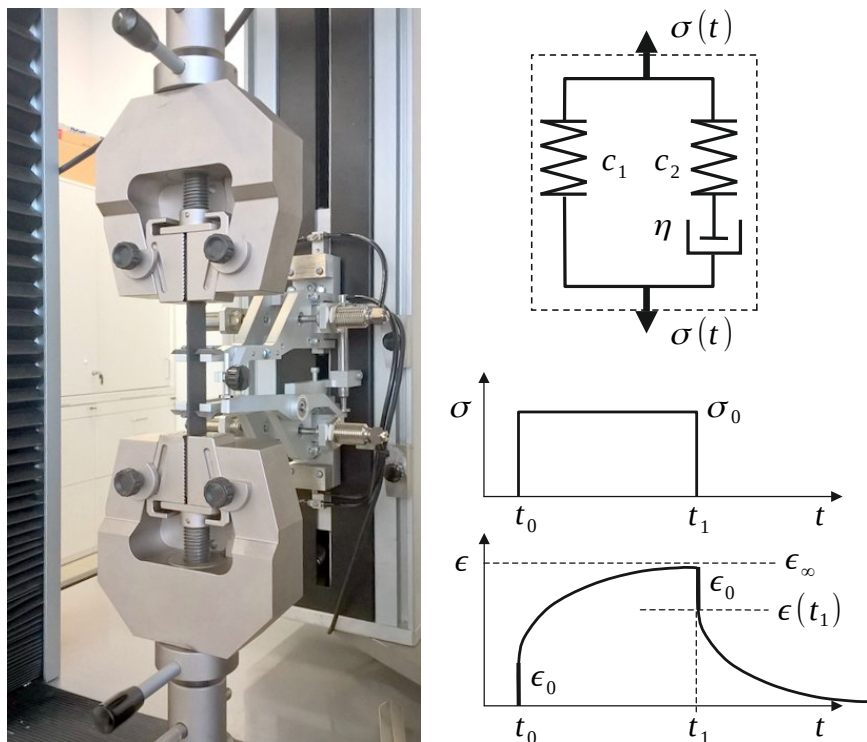 σ(t)
c₁ c₂
η
σ(t)
σ σ₀
t₀ t₁ t
ϵ ϵ∞
ϵ₀
ϵ(t₁)
ϵ₀
t₀ t₁ t